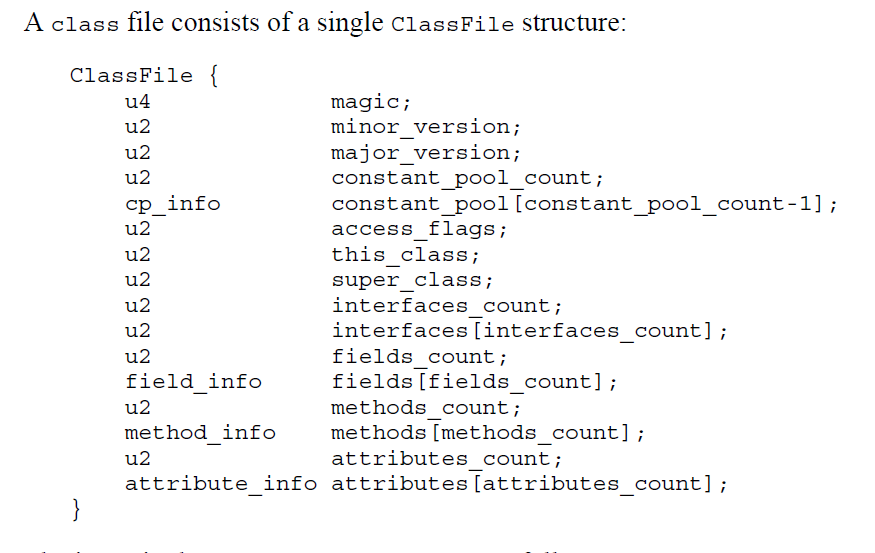 A class file consists of a single ClassFile structure:
ClassFile {
u4 magic;
u2 minor_version;
u2 major_version;
u2 constant_pool_count;
cp_info constant_pool[constant_pool_count-1];
u2 access_flags;
u2 this_class;
u2 super_class;
u2 interfaces_count;
u2 interfaces[interfaces_count];
u2 fields_count;
field_info fields[fields_count];
u2 methods_count;
method_info methods[methods_count];
u2 attributes_count;
attribute_info attributes[attributes_count];
}